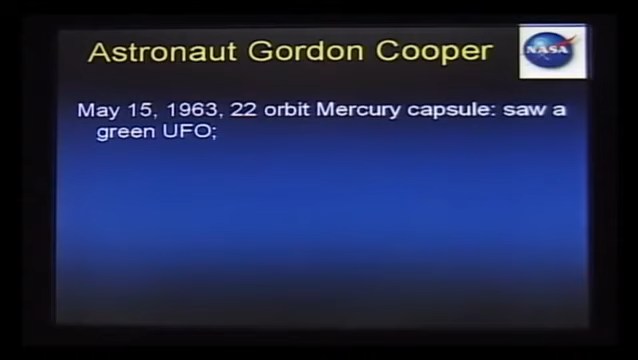 Astronaut Gordon Cooper
NASA
May 15, 1963, 22 orbit Mercury capsule: saw a
green UFO;